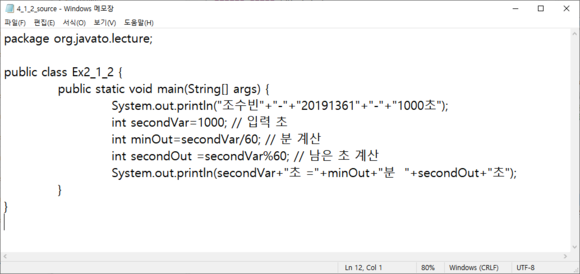 4_1_2_source - Windows 메모장
파일(F) 편집(E) 서식(O) 보기(V) 도움말(H)
package org.javato.lecture;
public class Ex2_1_2 {
public static void main(String[] args) {
System.out.println("조수빈"+"-"+"20191361"+"-"+"1000초");
int secondVar=1000; // 입력 초
int minOut=secondVar/60; // 분 계산
int secondOut =secondVar%60; // 남은 초 계산
System.out.println(secondVar+"초 ="+minOut+"분  "+secondOut+"초");
}
}
Ln 12, Col 1 80% Windows (CRLF) UTF-8